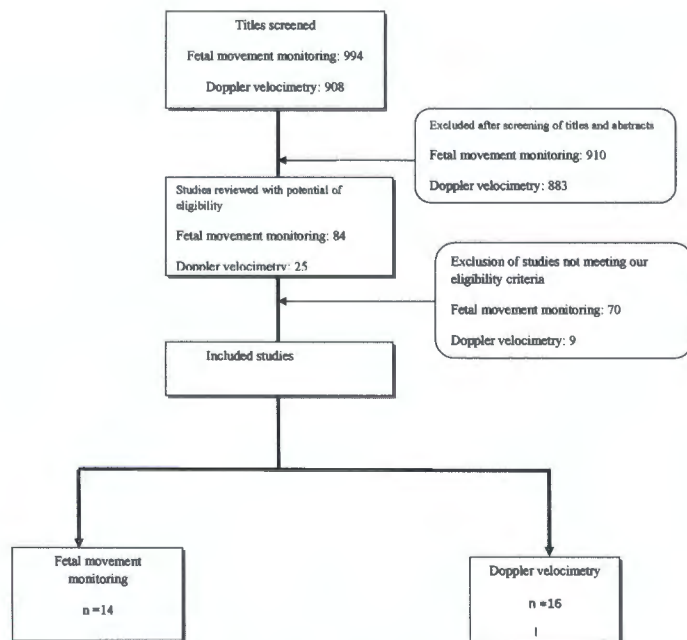 Titles screened
Fetal movement monitoring: 994
Doppler velocimetry: 908
Excluded after screening of titles and abstracts
Fetal movement monitoring: 910
Doppler velocimetry: 883
Studies reviewed with potential of
eligibility
Fetal movement monitoring: 84
Doppler velocimetry: 25
Exclusion of studies not meeting our
eligibility criteria
Fetal movement monitoring: 70
Doppler velocimetry: 9
Included studies
Fetal movement
monitoring
n =14
Doppler velocimetry
n =16